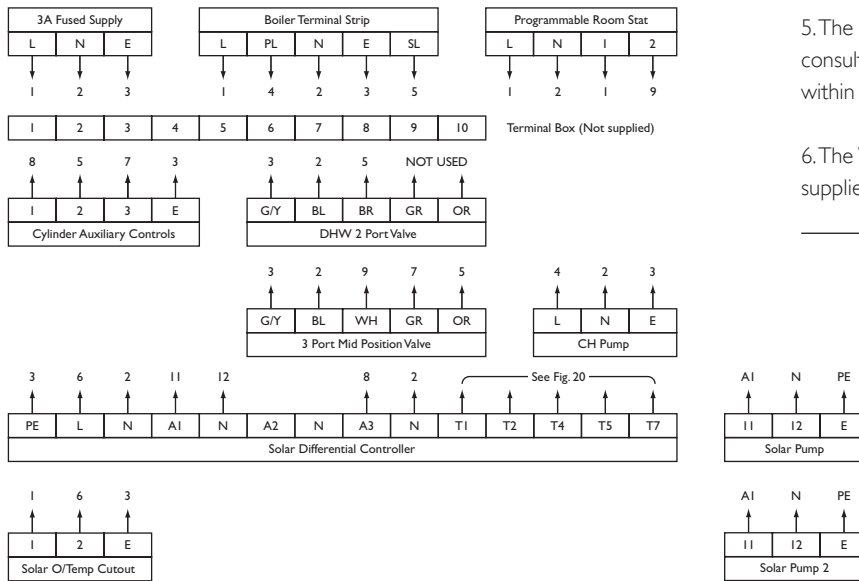 3A Fused Supply Boiler Terminal Strip Programmable Room Stat
L N E L PL N E SL L N 1 2
1 2 3 1 4 2 3 5 1 2 1 9
1 2 3 4 5 6 7 8 9 10 Terminal Box (Not supplied)
8 5 7 3 3 2 5 NOT USED
1 2 3 E G/Y BL BR GR OR
Cylinder Auxiliary Controls DHW 2 Port Valve
3 2 9 7 5 4 2 3
G/Y BL WH GR OR L N E
3 Port Mid Position Valve CH Pump
3 6 2 11 12 8 2 See Fig. 20 A1 N PE
PE L N A1 N A2 N A3 N T1 T2 T4 T5 T7 11 12 E
Solar Differential Controller Solar Pump
1 6 3 A1 N PE
1 2 E 11 12 E
Solar O/Temp Cutout Solar Pump 2
5. The
consult
within
6. The
supplie